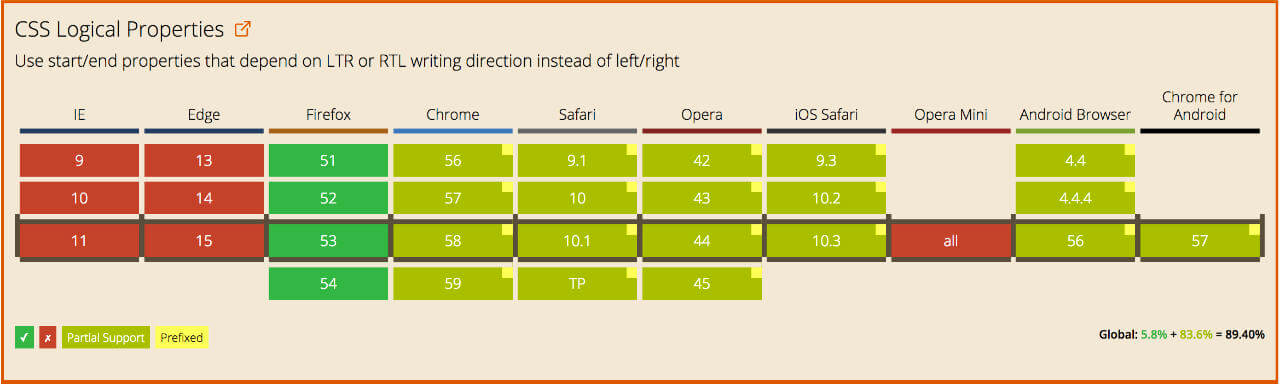 CSS Logical Properties
Use start/end properties that depend on LTR or RTL writing direction instead of left/right
IE Edge Firefox Chrome Safari Opera iOS Safari Opera Mini Android Browser Chrome for Android
9 13 51 56 9.1 42 9.3 4.4
10 14 52 57 10 43 10.2 4.4.4
11 15 53 58 10.1 44 10.3 all 56 57
54 59 TP 45
✓ ✗ Partial Support Prefixed
Global: 5.8% + 83.6% = 89.40%